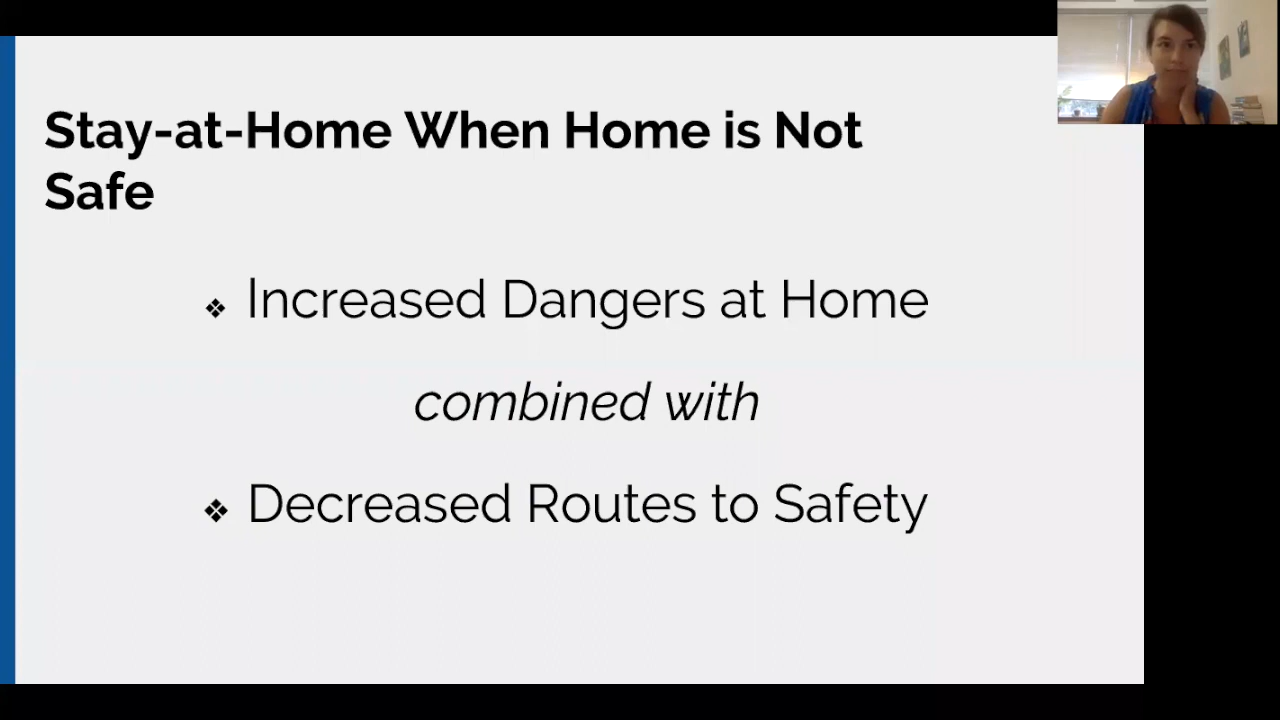 Stay-at-Home When Home is Not
Safe
❖ Increased Dangers at Home
combined with
❖ Decreased Routes to Safety